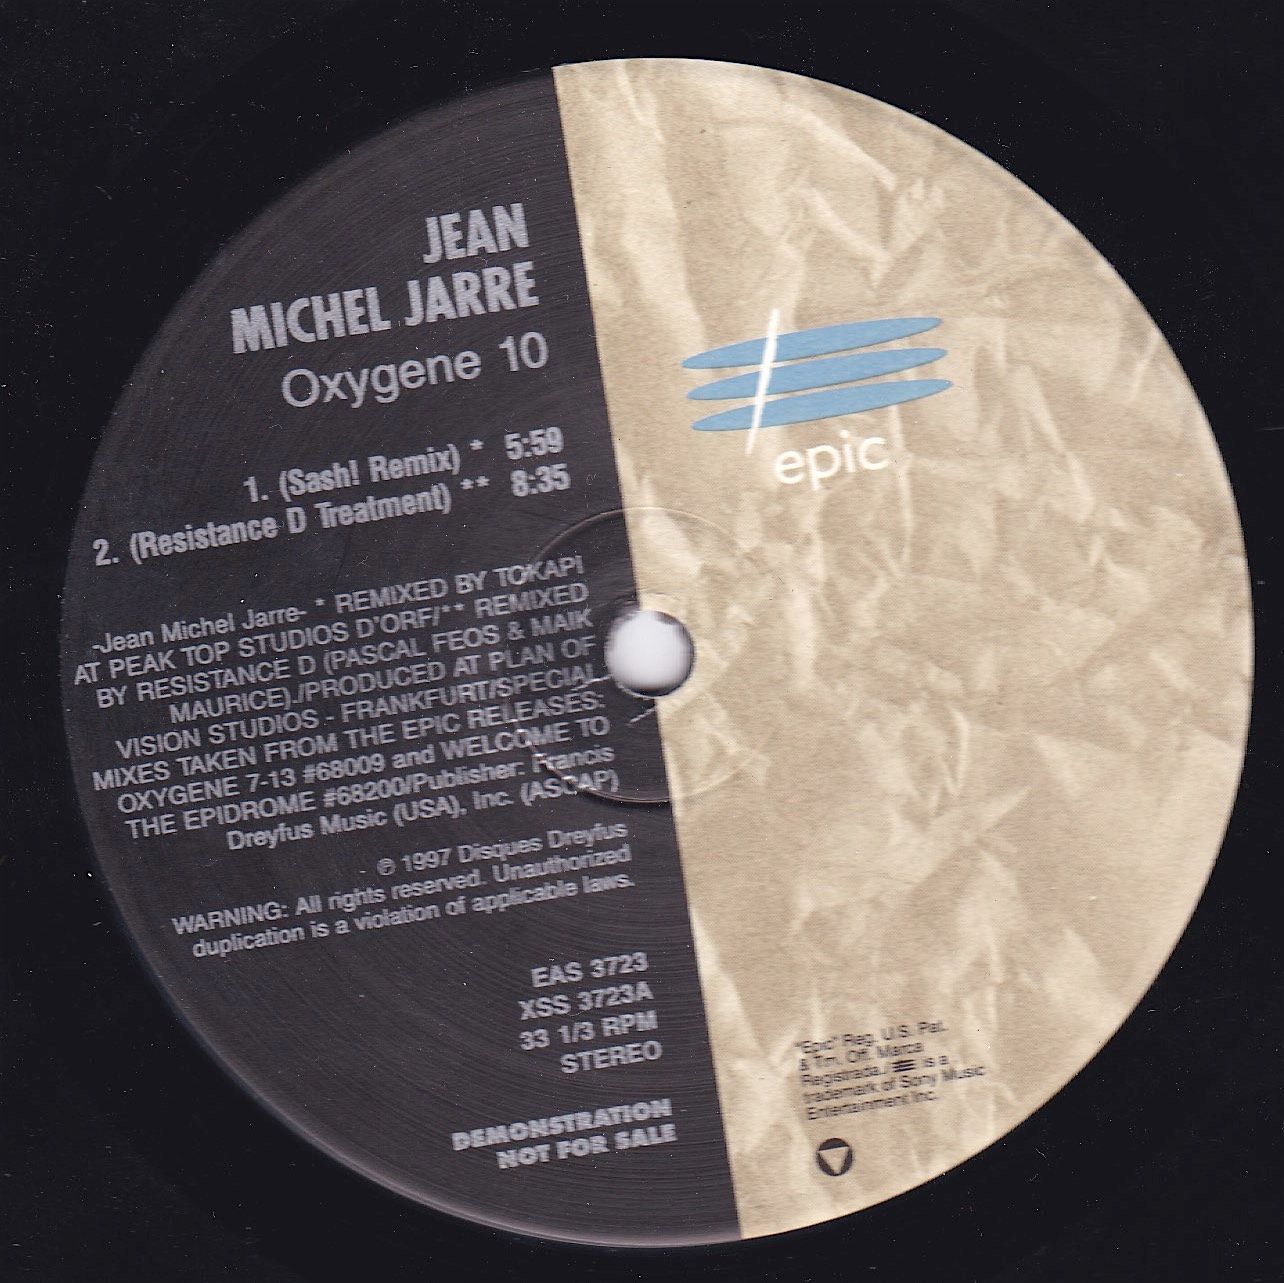 JEAN
MICHEL JARRE
Oxygene 10
1. (Sash! Remix) * 5:59
2. (Resistance D Treatment) ** 8:35
-Jean Michel Jarre- * REMIXED BY TOKAPI
AT PEAK TOP STUDIOS D'ORF/** REMIXED
BY RESISTANCE D (PASCAL FEOS & MAIK
MAURICE)./PRODUCED AT PLAN OF
VISION STUDIOS - FRANKFURT/SPECIAL
MIXES TAKEN FROM THE EPIC RELEASES:
OXYGENE 7-13 #68009 and WELCOME TO
THE EPIDROME #68200/Publisher: Francis
Dreyfus Music (USA), Inc. (ASCAP)
℗ 1997 Disques Dreyfus
WARNING: All rights reserved. Unauthorized
duplication is a violation of applicable laws.
EAS 3723
XSS 3723A
33 1/3 RPM
STEREO
DEMONSTRATION
NOT FOR SALE
epic
"Epic" Reg. U.S. Pat.
& Tm. Off. Marca
Registrada./ is a
trademark of Sony Music
Entertainment Inc.